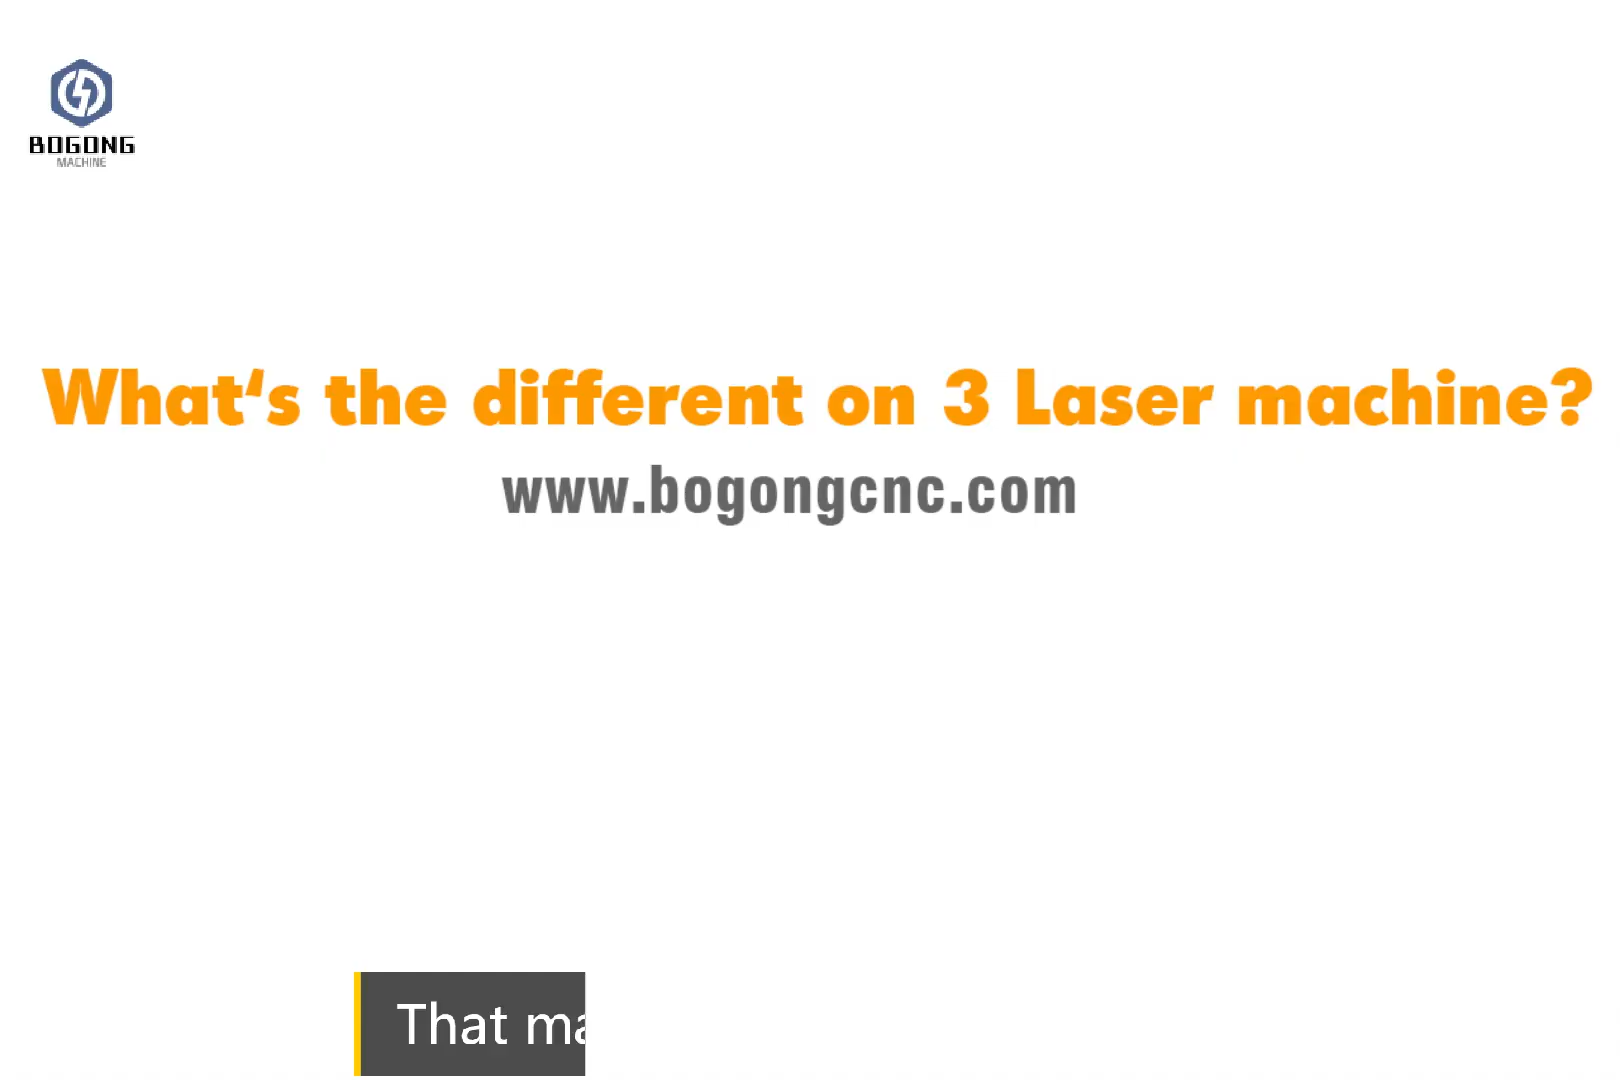 BOGONG
MACHINE
What‘s the different on 3 Laser machine?
www.bogongcnc.com
That